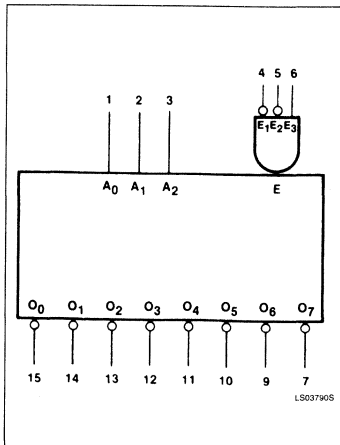 4 5 6
1 2 3
E₁ E₂ E₃
A₀ A₁ A₂ E
O₀ O₁ O₂ O₃ O₄ O₅ O₆ O₇
15 14 13 12 11 10 9 7
LS03790S